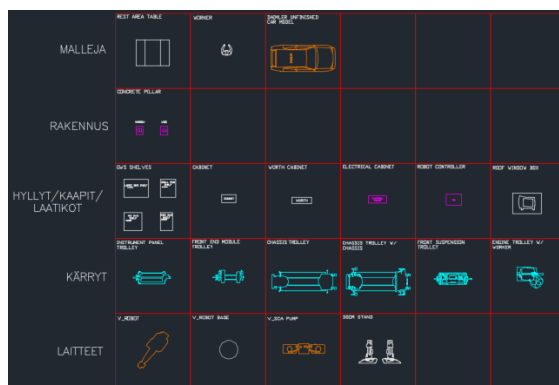 REST AREA TABLE
WORKER
DAIMLER UNFINISHED
CAR MODEL
MALLEJA
CONCRETE PILLAR
RAKENNUS
SWS SHELVES
CABINET
WORTH CABINET
ELECTRICAL CABINET
ROBOT CONTROLLER
ROOF WINDOW BOX
HYLLYT/KAAPIT/
LAATIKOT
CABINET
WORTH
INSTRUMENT PANEL
TROLLEY
FRONT END MODULE
TROLLEY
CHASSIS TROLLEY
CHASSIS TROLLEY W/
CHASSIS
FRONT SUSPENSION
TROLLEY
ENGINE TROLLEY W/
WORKER
KÄRRYT
V_ROBOT
V_ROBOT BASE
V_SCA PUMP
DOOR STAND
LAITTEET